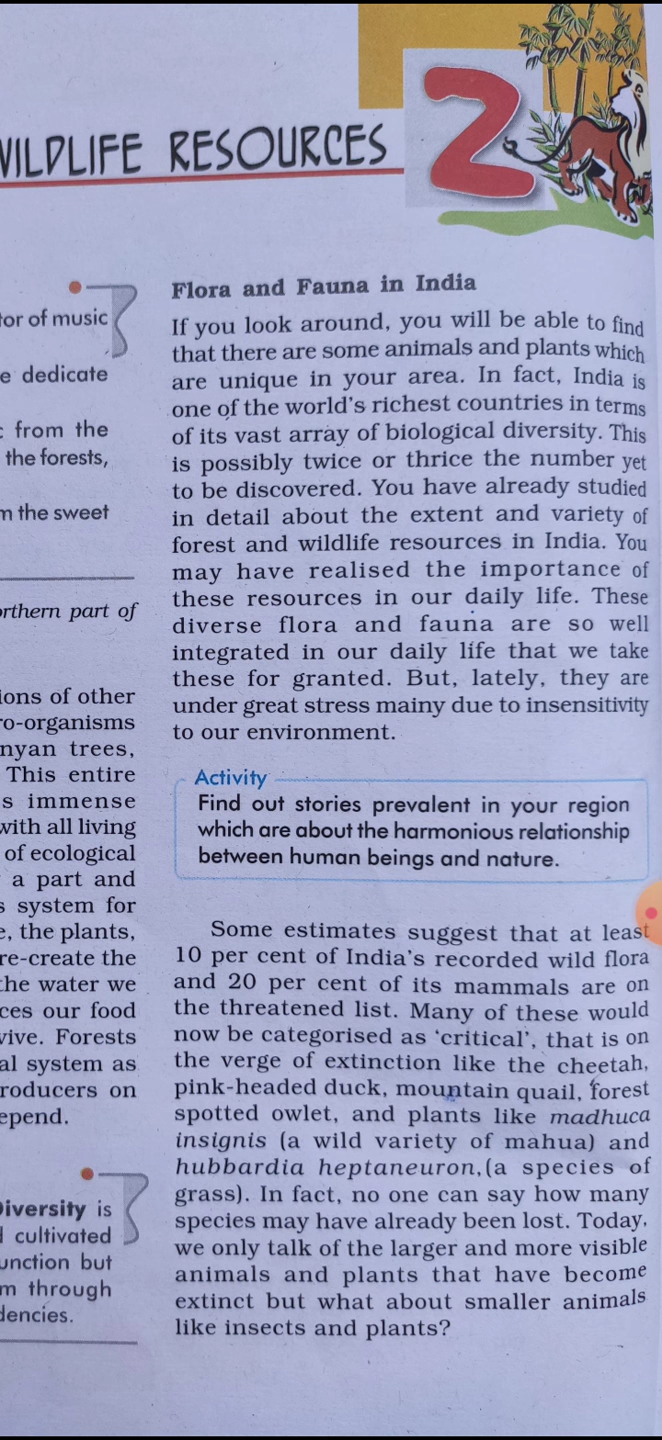 WILDLIFE RESOURCES
2
tor of music
e dedicate
from the
the forests,
m the sweet
orthern part of
ions of other
ro-organisms
nyan trees,
This entire
s immense
with all living
of ecological
a part and
s system for
e, the plants,
re-create the
the water we
ces our food
vive. Forests
al system as
roducers on
epend.
Diversity is
d cultivated
unction but
m through
dencies.
Flora and Fauna in India
If you look around, you will be able to find
that there are some animals and plants which
are unique in your area. In fact, India is
one of the world's richest countries in terms
of its vast array of biological diversity. This
is possibly twice or thrice the number yet
to be discovered. You have already studied
in detail about the extent and variety of
forest and wildlife resources in India. You
may have realised the importance of
these resources in our daily life. These
diverse flora and fauna are so well
integrated in our daily life that we take
these for granted. But, lately, they are
under great stress mainy due to insensitivity
to our environment.
Activity
Find out stories prevalent in your region
which are about the harmonious relationship
between human beings and nature.
Some estimates suggest that at least
10 per cent of India's recorded wild flora
and 20 per cent of its mammals are on
the threatened list. Many of these would
now be categorised as 'critical', that is on
the verge of extinction like the cheetah,
pink-headed duck, mountain quail, forest
spotted owlet, and plants like madhuca
insignis (a wild variety of mahua) and
hubbardia heptaneuron,(a species of
grass). In fact, no one can say how many
species may have already been lost. Today,
we only talk of the larger and more visible
animals and plants that have become
extinct but what about smaller animals
like insects and plants?